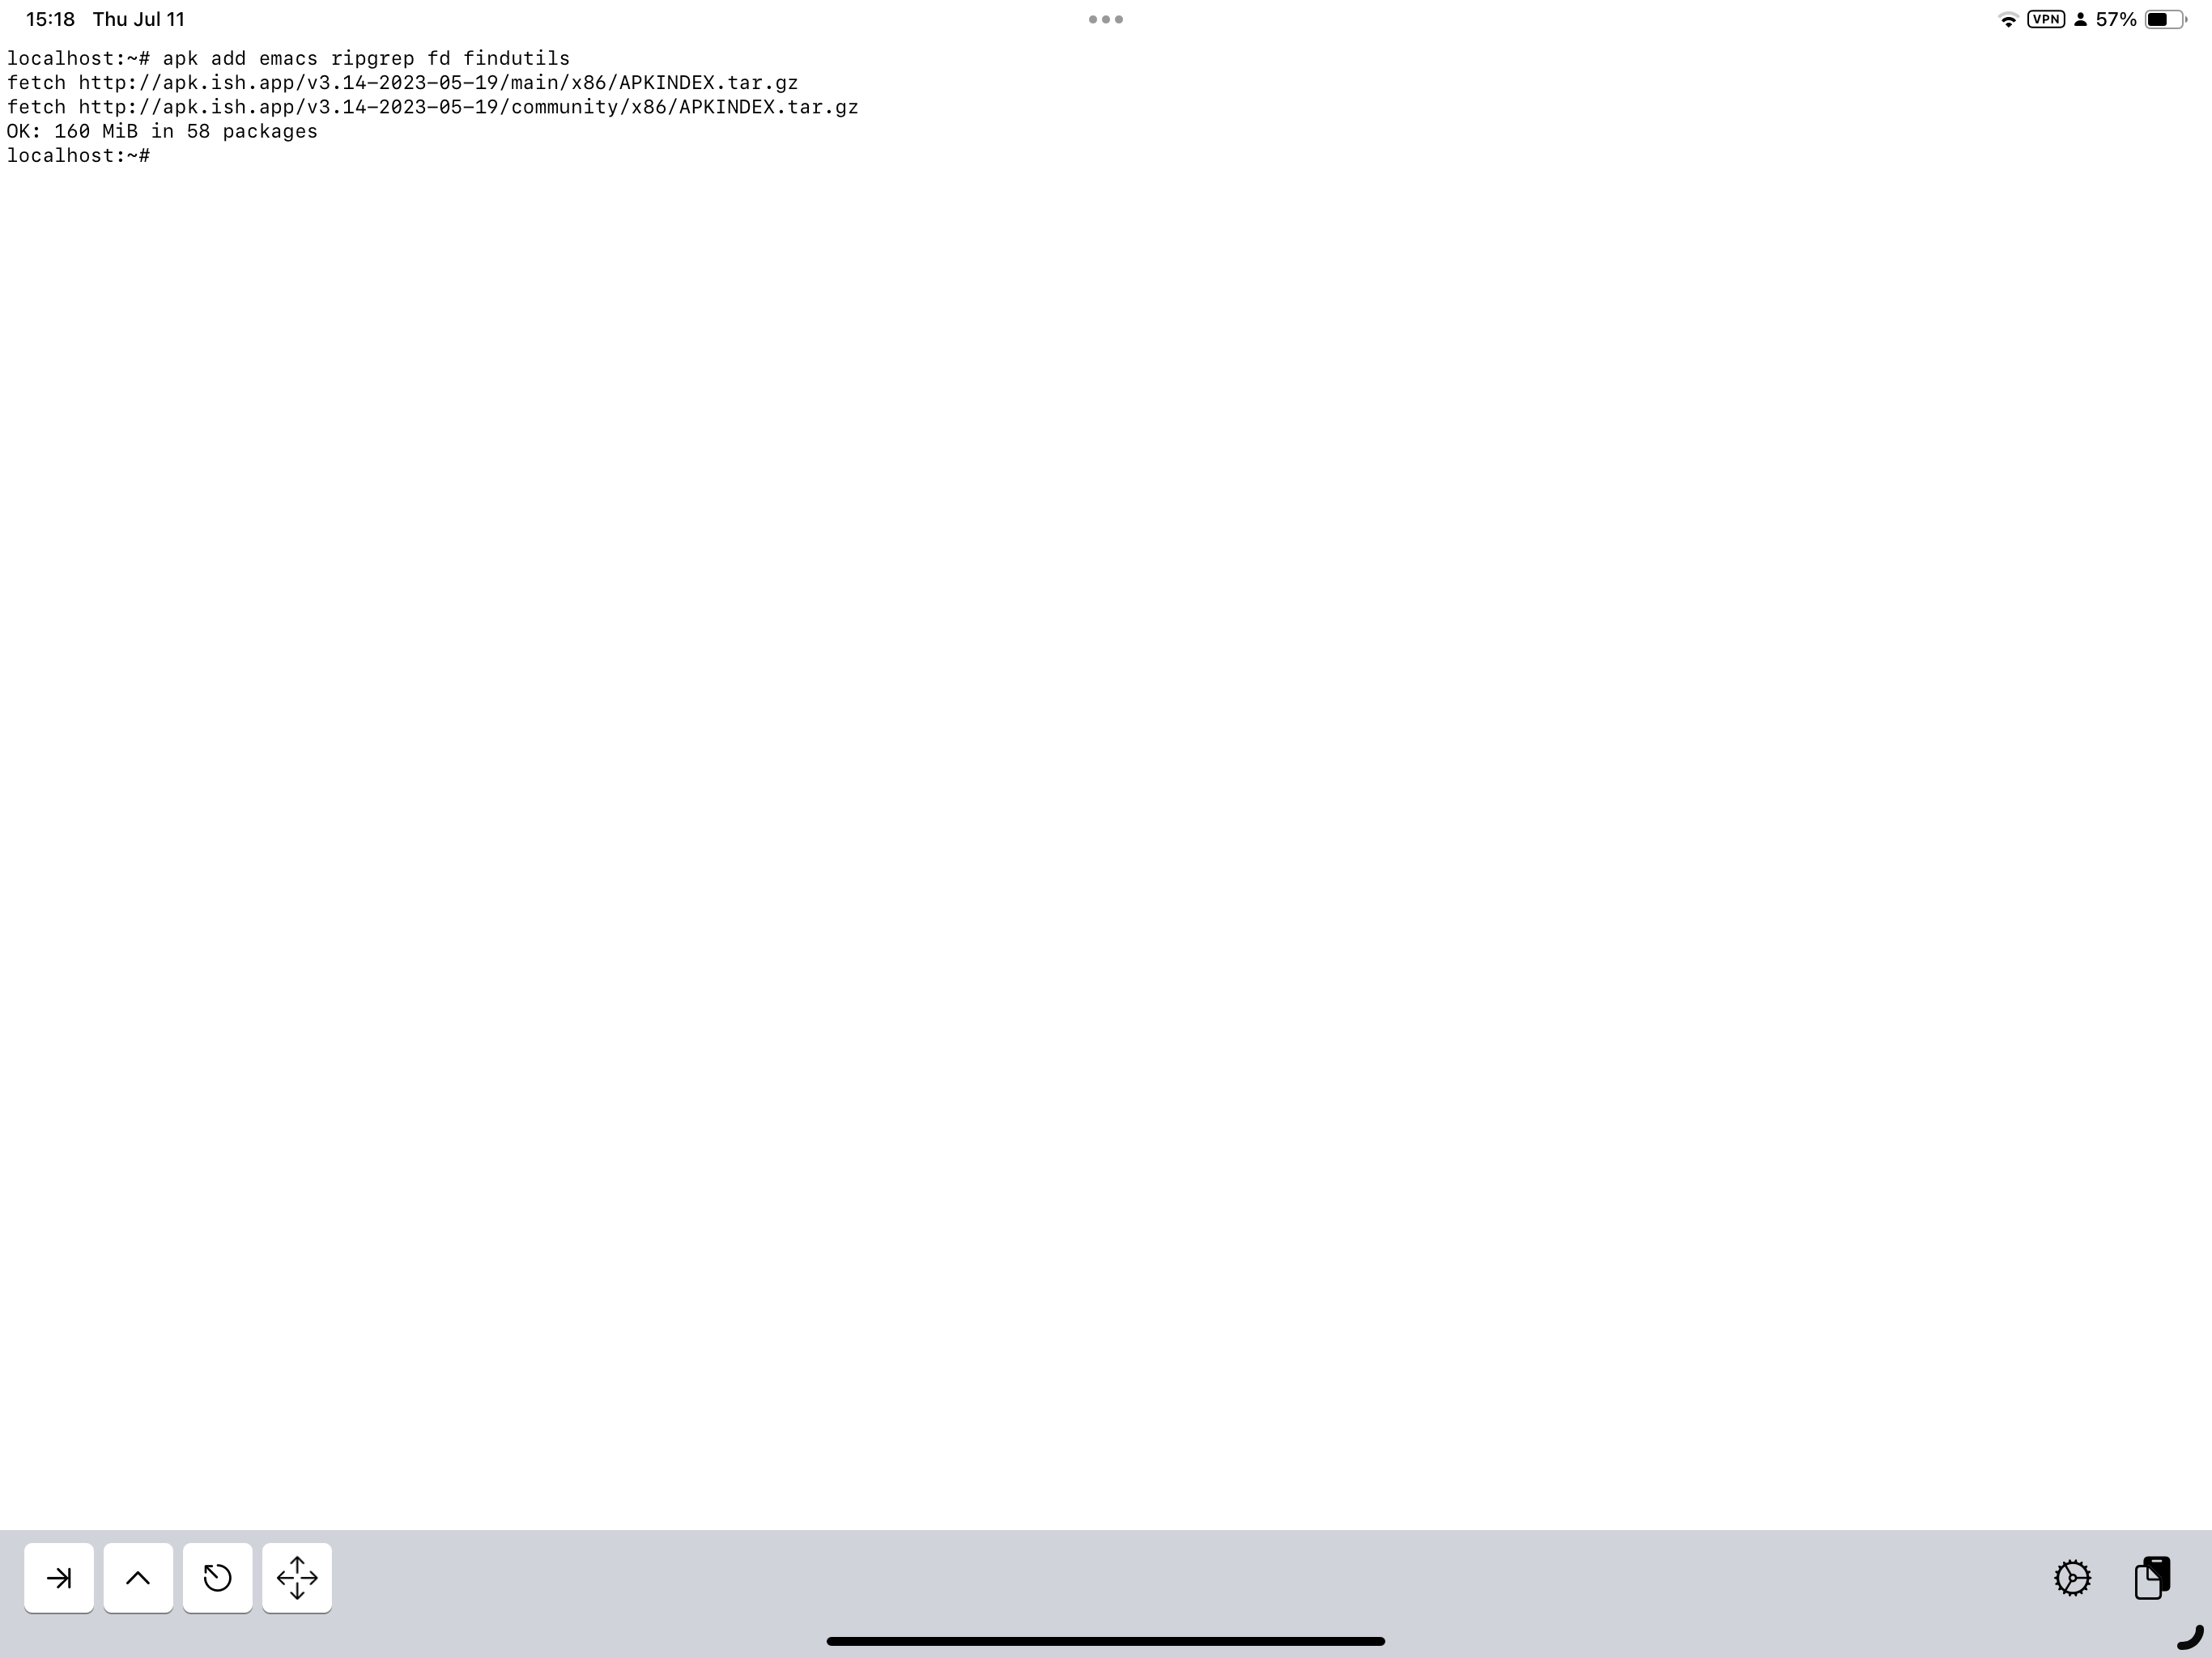 15:18 Thu Jul 11
VPN 57%
localhost:~# apk add emacs ripgrep fd findutils
fetch http://apk.ish.app/v3.14-2023-05-19/main/x86/APKINDEX.tar.gz
fetch http://apk.ish.app/v3.14-2023-05-19/community/x86/APKINDEX.tar.gz
OK: 160 MiB in 58 packages
localhost:~#